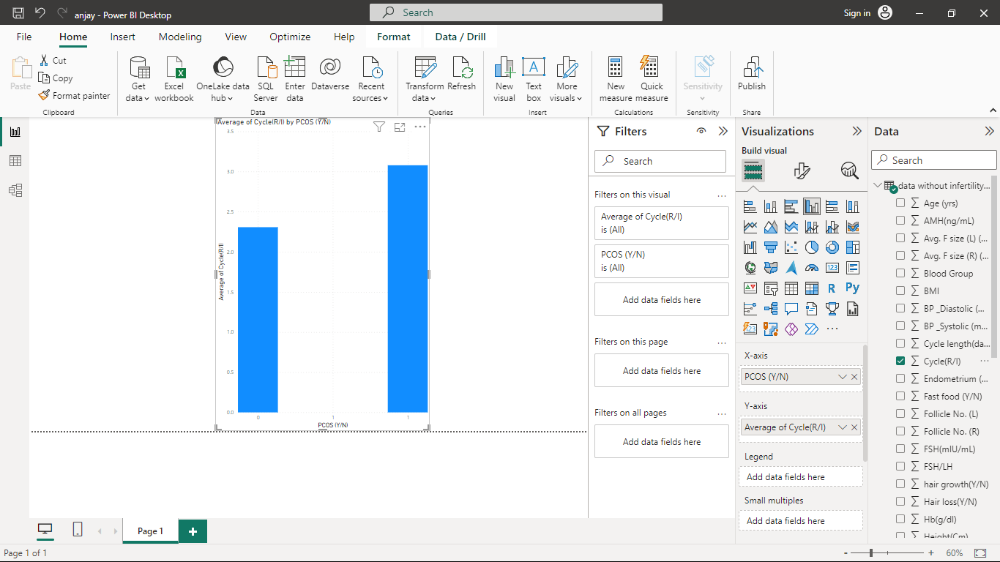 anjay - Power BI Desktop
Search
Sign in
File
Home
Insert
Modeling
View
Optimize
Help
Format
Data / Drill
Paste
Cut
Copy
Format painter
Clipboard
Get data
Excel workbook
OneLake data hub
SQL Server
Enter data
Dataverse
Recent sources
Data
Transform data
Refresh
Queries
New visual
Text box
More visuals
Insert
New measure
Quick measure
Calculations
Sensitivity
Sensitivity
Publish
Share
Average of Cycle(R/I) by PCOS (Y/N)
3.5
3.0
2.5
2.0
1.5
1.0
0.5
0.0
Average of Cycle(R/I)
0
1
1
PCOS (Y/N)
Filters
Search
Filters on this visual
...
Average of Cycle(R/I)
is (All)
PCOS (Y/N)
is (All)
Add data fields here
Filters on this page
...
Add data fields here
Filters on all pages
...
Add data fields here
Visualizations
Build visual
123
R
Py
123
...
X-axis
PCOS (Y/N)
Y-axis
Average of Cycle(R/I)
Legend
Add data fields here
Small multiples
Add data fields here
Data
Search
data without infertility...
Age (yrs)
AMH(ng/mL)
Avg. F size (L) (...
Avg. F size (R) (...
Blood Group
BMI
BP _Diastolic (...
BP _Systolic (m...
Cycle length(da...
Cycle(R/I)
...
Endometrium (...
Fast food (Y/N)
Follicle No. (L)
Follicle No. (R)
FSH(mIU/mL)
FSH/LH
hair growth(Y/N)
Hair loss(Y/N)
Hb(g/dl)
Height(Cm)
Page 1
Page 1 of 1
60%